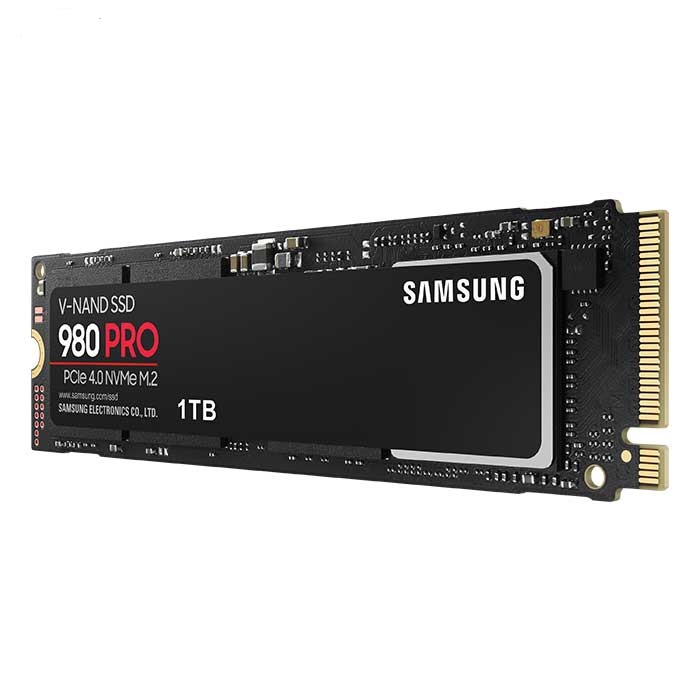 V-NAND SSD
980 PRO
PCIe 4.0 NVMe M.2
www.samsung.com/ssd
SAMSUNG ELECTRONICS CO., LTD.
1TB
SAMSUNG